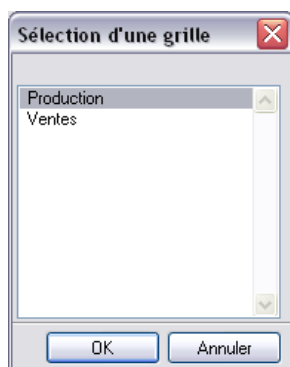 Sélection d'une grille
Production
Ventes
OK
Annuler